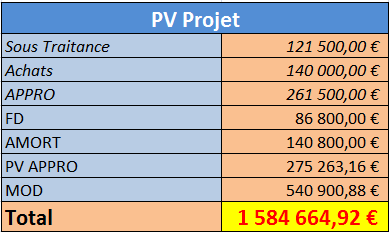 PV Projet
Sous Traitance 121 500,00 €
Achats 140 000,00 €
APPRO 261 500,00 €
FD 86 800,00 €
AMORT 140 800,00 €
PV APPRO 275 263,16 €
MOD 540 900,88 €
Total 1 584 664,92 €